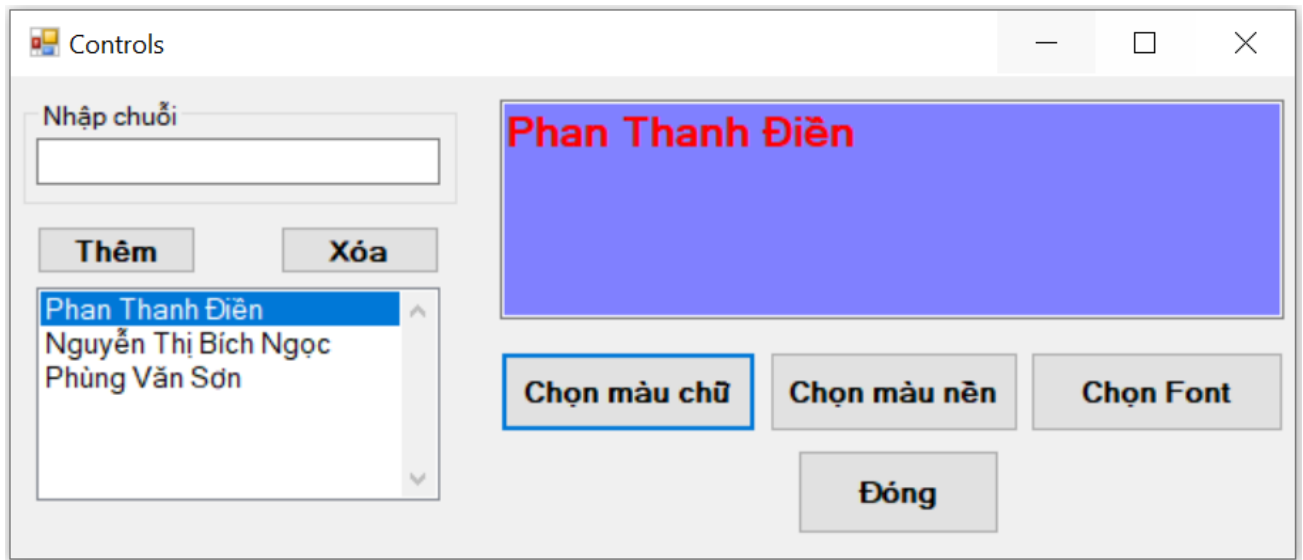 Controls
Nhập chuỗi
Thêm
Xóa
Phan Thanh Điền
Nguyễn Thị Bích Ngọc
Phùng Văn Sơn
Phan Thanh Điền
Chọn màu chữ
Chọn màu nền
Chọn Font
Đóng